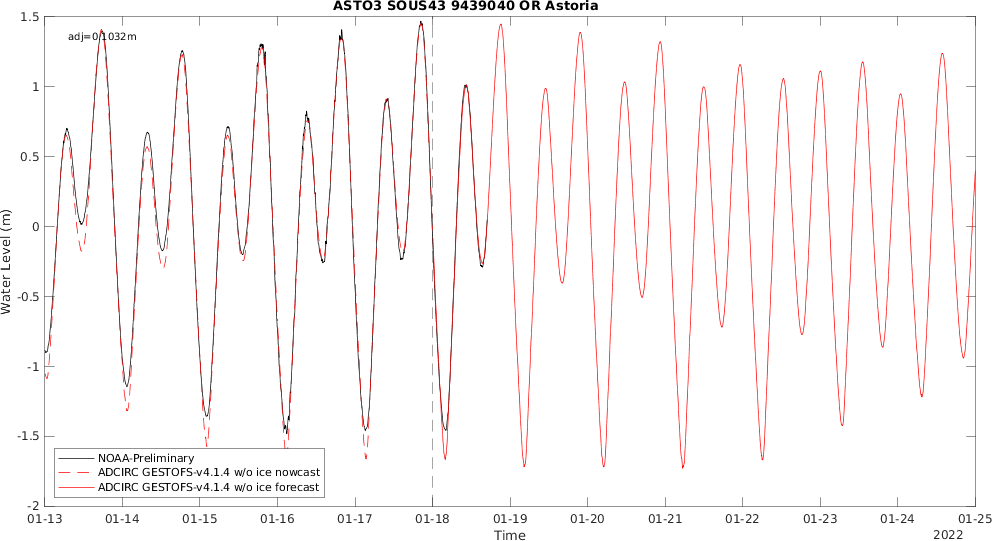 ASTO3 SOUS43 9439040 OR Astoria
adj=0.1032m
1.5
1
0.5
0
-0.5
-1
-1.5
-2
Water Level (m)
NOAA-Preliminary
ADCIRC GESTOFS-v4.1.4 w/o ice nowcast
ADCIRC GESTOFS-v4.1.4 w/o ice forecast
01-13 01-14 01-15 01-16 01-17 01-18 01-19 01-20 01-21 01-22 01-23 01-24 01-25
Time
2022